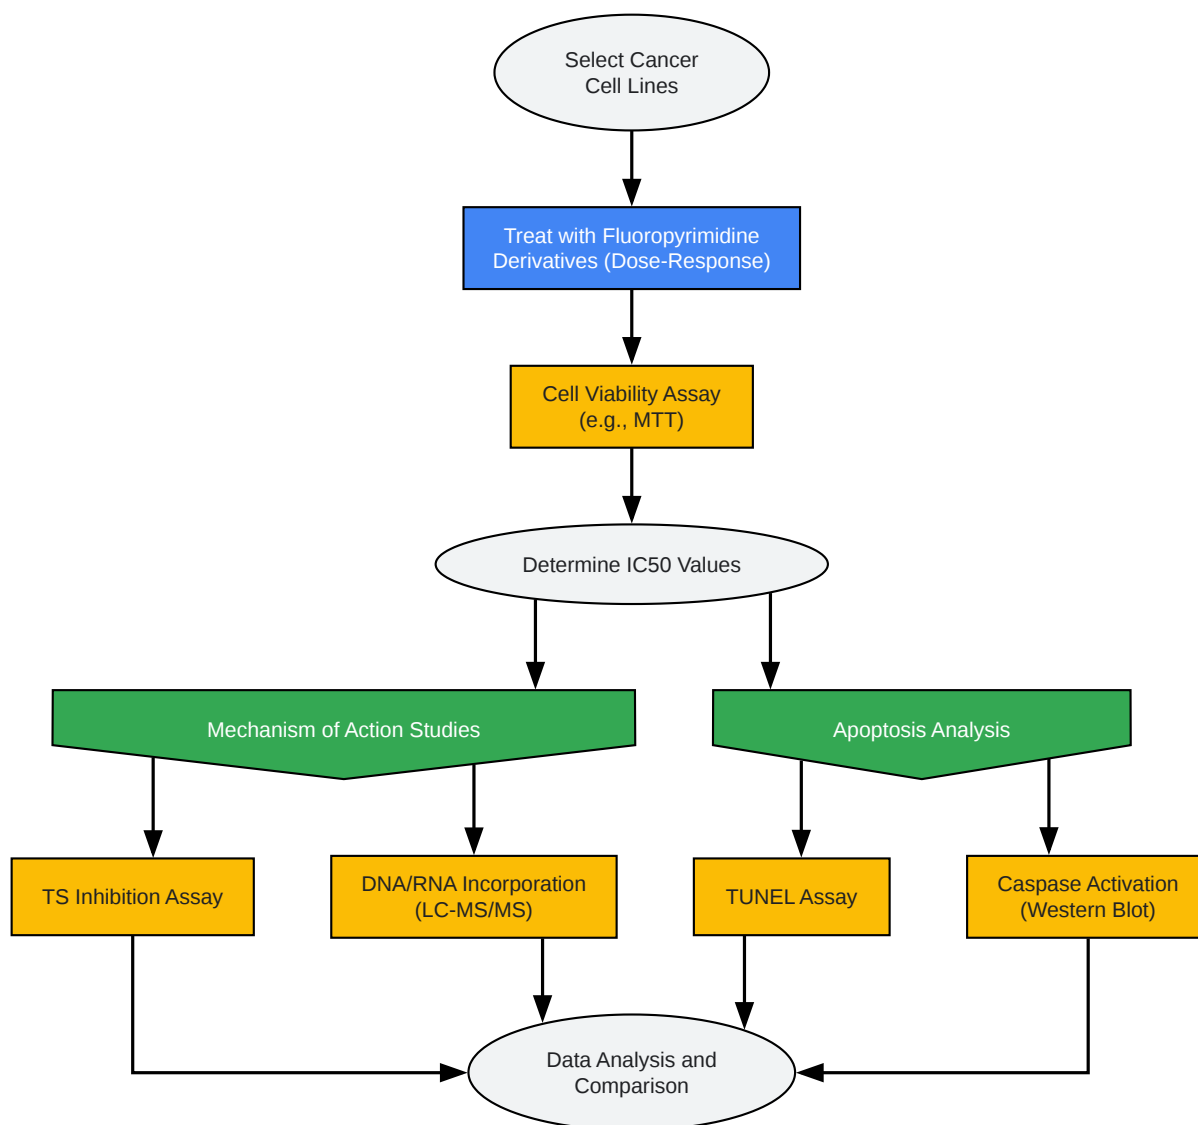 Select Cancer
Cell Lines
Treat with Fluoropyrimidine
Derivatives (Dose-Response)
Cell Viability Assay
(e.g., MTT)
Determine IC50 Values
Mechanism of Action Studies
Apoptosis Analysis
TS Inhibition Assay
DNA/RNA Incorporation
(LC-MS/MS)
TUNEL Assay
Caspase Activation
(Western Blot)
Data Analysis and
Comparison